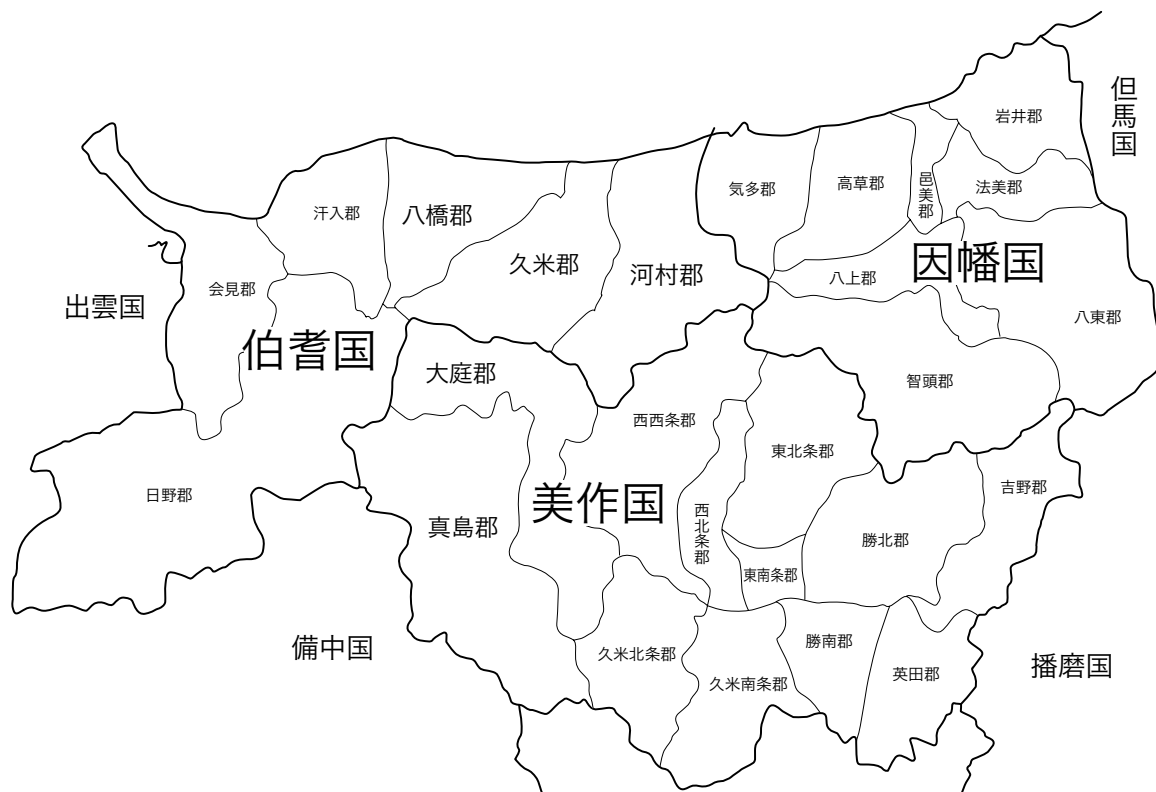 但馬国
岩井郡
気多郡
高草郡
邑美郡
法美郡
汗入郡
八橋郡
久米郡
河村郡
因幡国
八上郡
会見郡
出雲国
八東郡
伯耆国
大庭郡
智頭郡
西西条郡
東北条郡
日野郡
美作国
吉野郡
真島郡
西北条郡
勝北郡
東南条郡
備中国
久米北条郡
勝南郡
播磨国
久米南条郡
英田郡